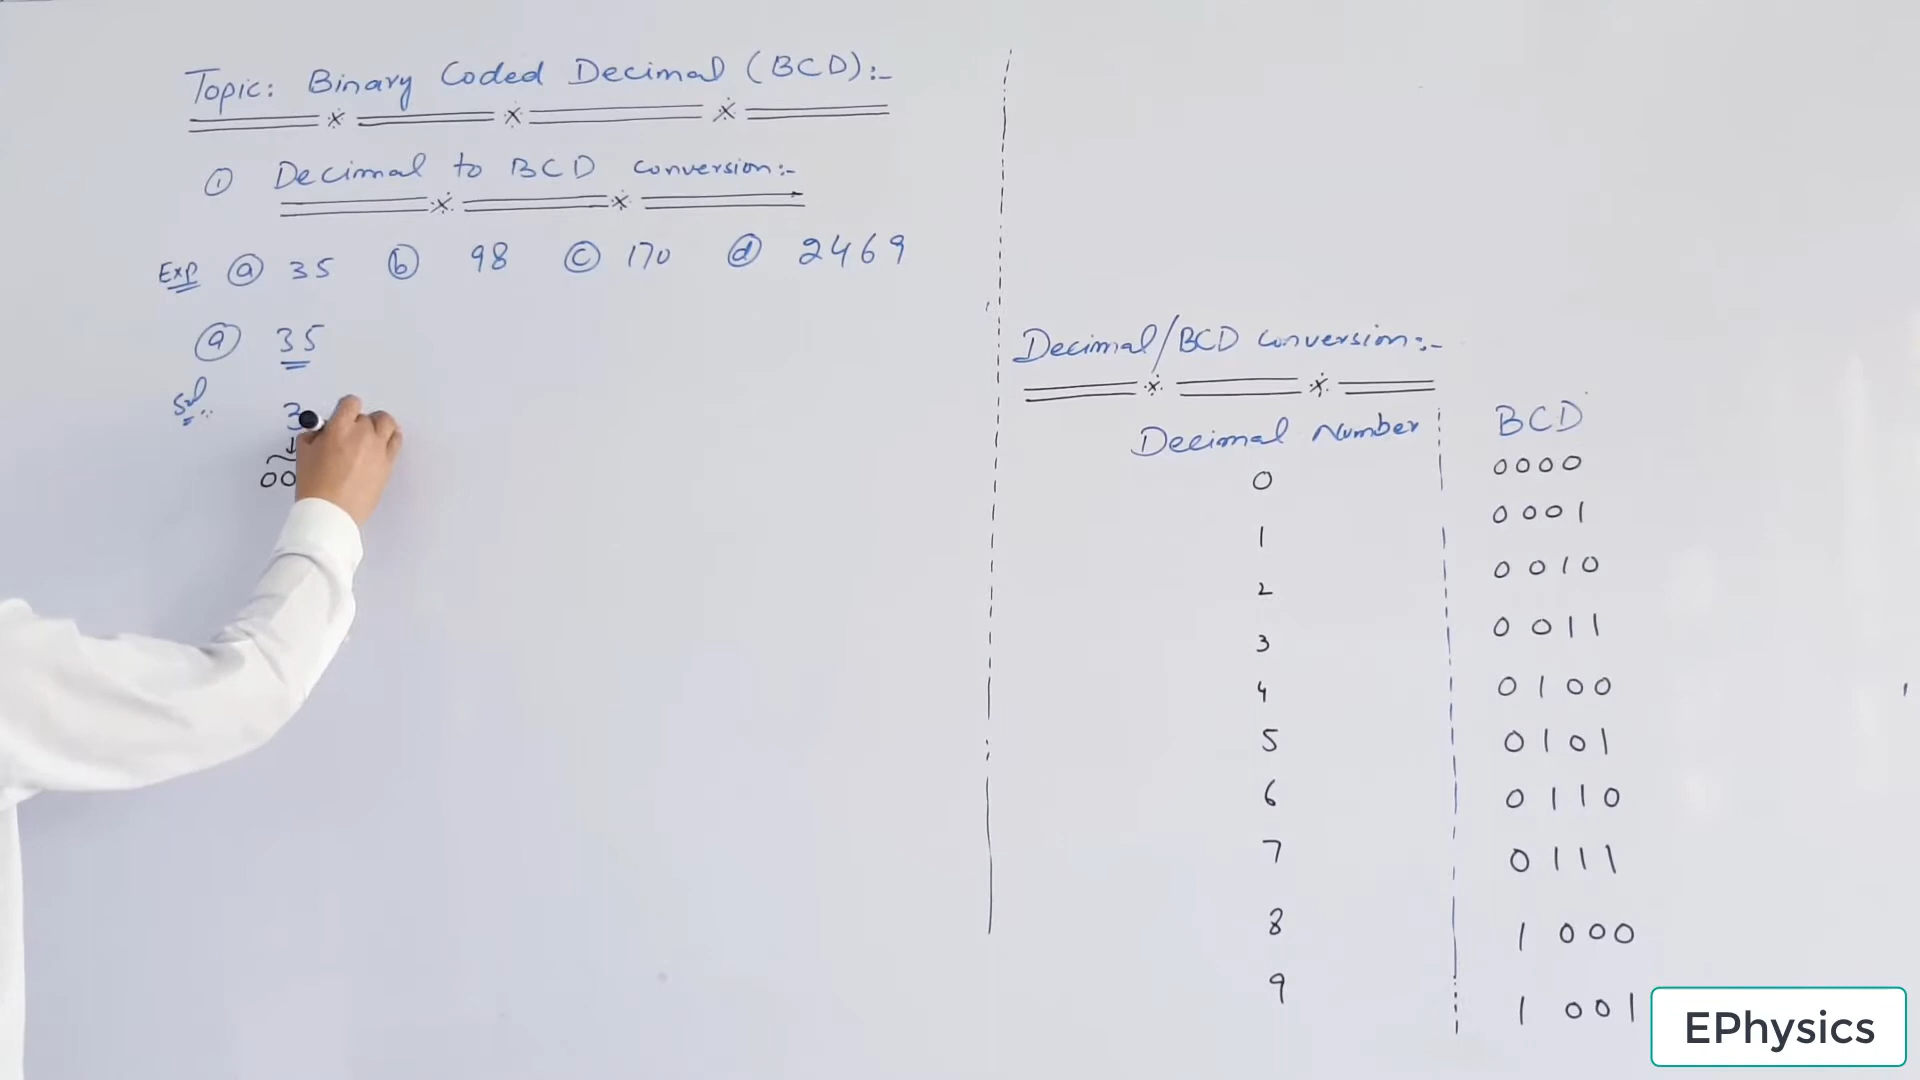 Topic: Binary Coded Decimal (BCD):-
① Decimal to BCD conversion:-
Exp ⓐ 35 ⓑ 98 ⓒ 170 ⓓ 2469
ⓐ 35
Sol:
3
00
Decimal/BCD conversion:-
Decimal Number BCD
0 0000
1 0001
2 0010
3 0011
4 0100
5 0101
6 0110
7 0111
8 1000
9 1001
EPhysics